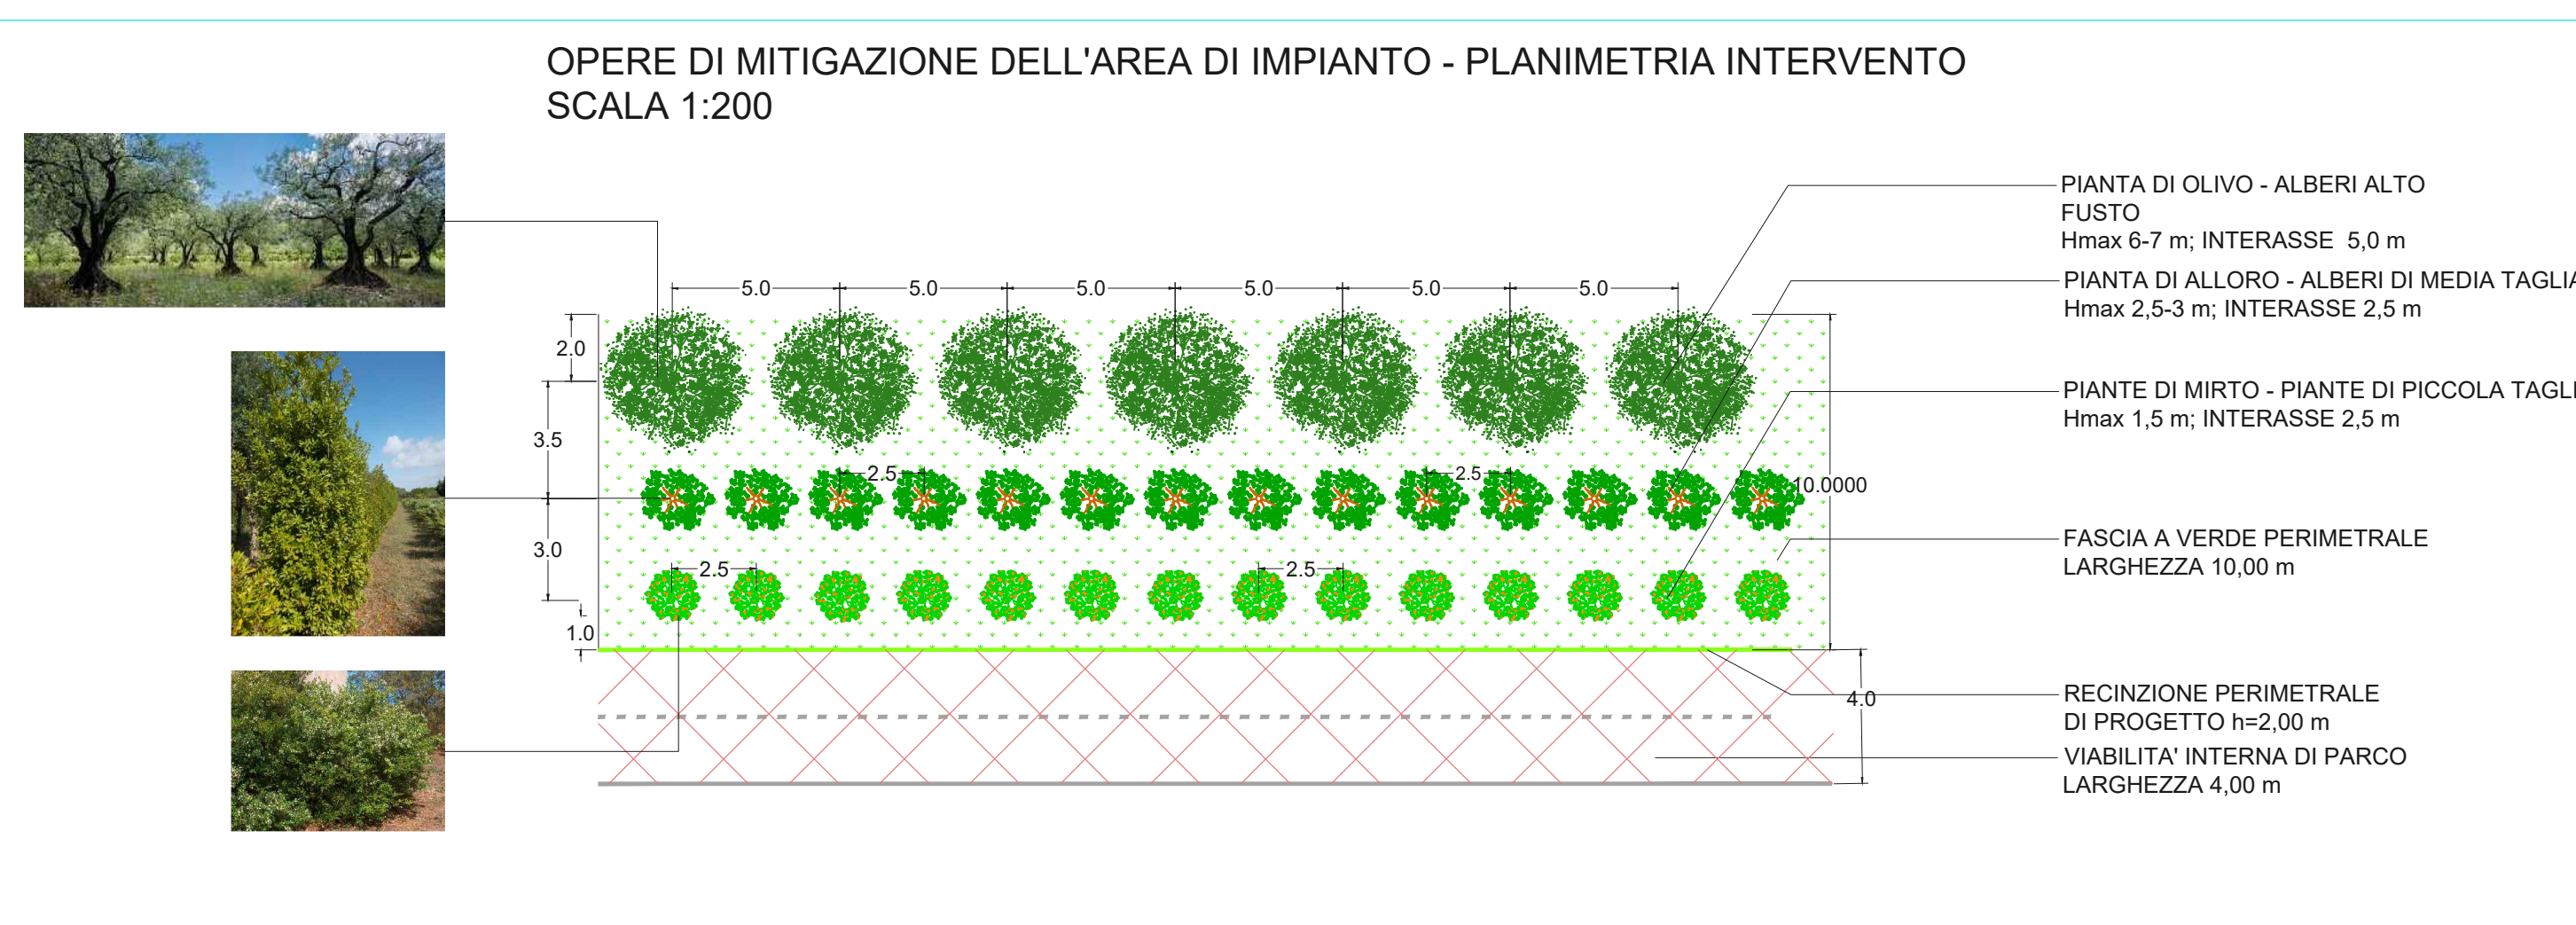 OPERE DI MITIGAZIONE DELL'AREA DI IMPIANTO - PLANIMETRIA INTERVENTO
SCALA 1:200
PIANTA DI OLIVO - ALBERI ALTO
FUSTO
Hmax 6-7 m; INTERASSE 5,0 m
PIANTA DI ALLORO - ALBERI DI MEDIA TAGLIA
Hmax 2,5-3 m; INTERASSE 2,5 m
5.0
5.0
5.0
5.0
5.0
5.0
2.0
PIANTE DI MIRTO - PIANTE DI PICCOLA TAGLI
Hmax 1,5 m; INTERASSE 2,5 m
3.5
2.5
2.5
10.0000
3.0
2.5
2.5
FASCIA A VERDE PERIMETRALE
LARGHEZZA 10,00 m
1.0
4.0
RECINZIONE PERIMETRALE
DI PROGETTO h=2,00 m
VIABILITA' INTERNA DI PARCO
LARGHEZZA 4,00 m